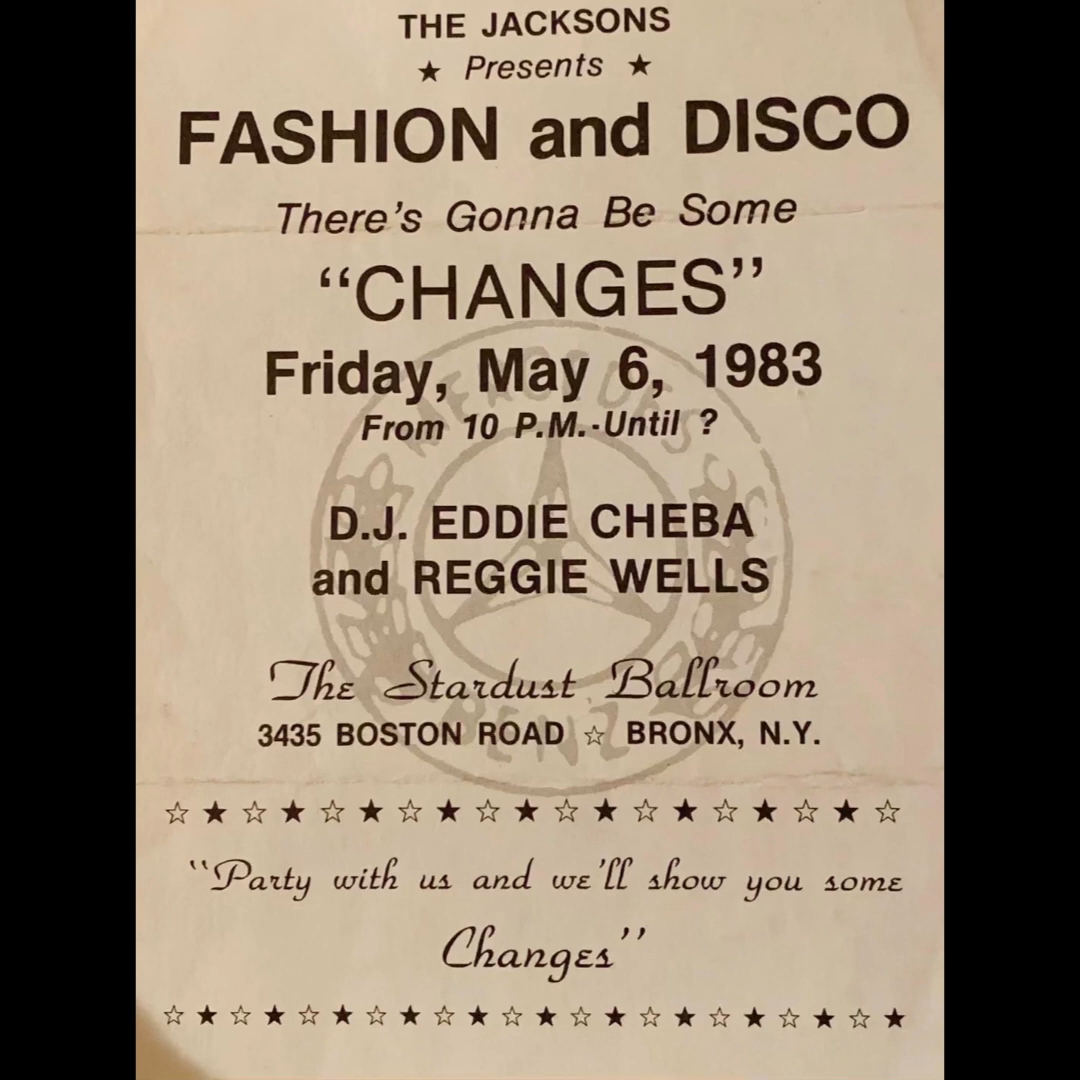 THE JACKSONS
★ Presents ★
FASHION and DISCO
There's Gonna Be Some
“CHANGES”
Friday, May 6, 1983
From 10 P.M.-Until ?
MERCEDES
D.J. EDDIE CHEBA
and REGGIE WELLS
The Stardust Ballroom
BENZ
3435 BOSTON ROAD ☆ BRONX, N.Y.
☆ ★ ☆ ★ ☆ ★ ☆ ★ ☆ ★ ☆ ★ ☆ ★ ☆ ★ ☆ ★ ☆
“Party with us and we'll show you some
Changes”
☆ ★ ☆ ★ ☆ ★ ☆ ★ ☆ ★ ☆ ★ ☆ ★ ☆ ★ ☆ ★ ☆ ★ ☆ ★